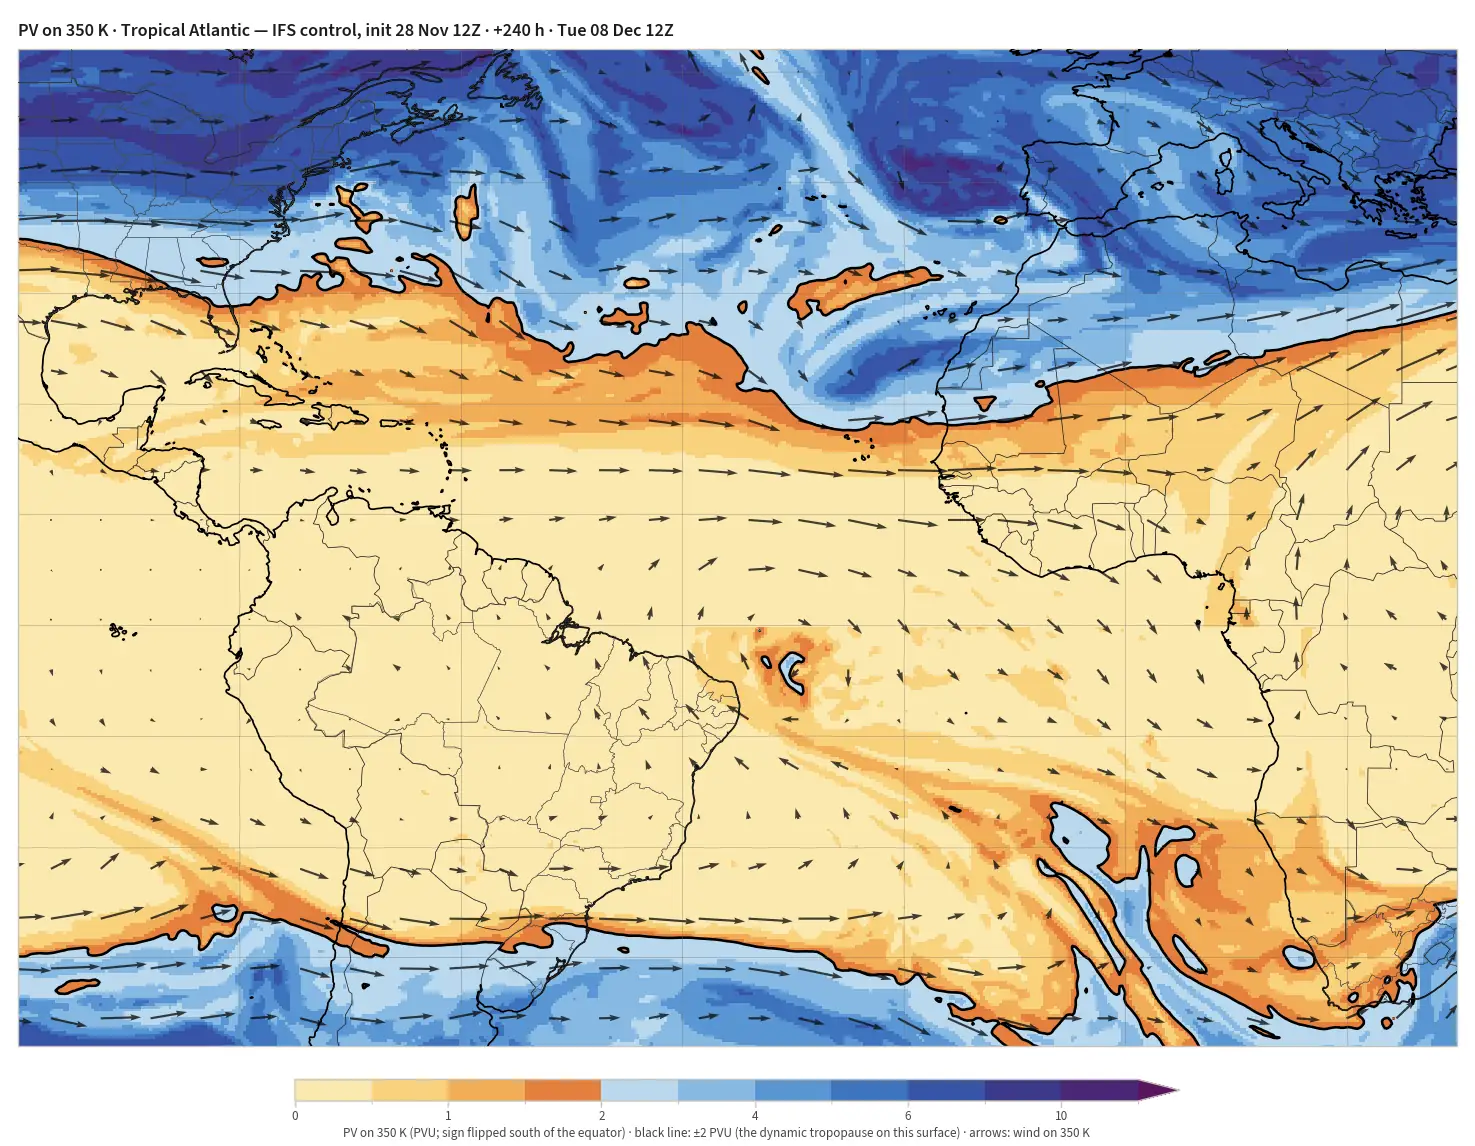 PV on 350 K · Tropical Atlantic — IFS control, init 28 Nov 12Z · +240 h · Tue 08 Dec 12Z
0 1 2 4 6 10
PV on 350 K (PVU; sign flipped south of the equator) · black line: ±2 PVU (the dynamic tropopause on this surface) · arrows: wind on 350 K